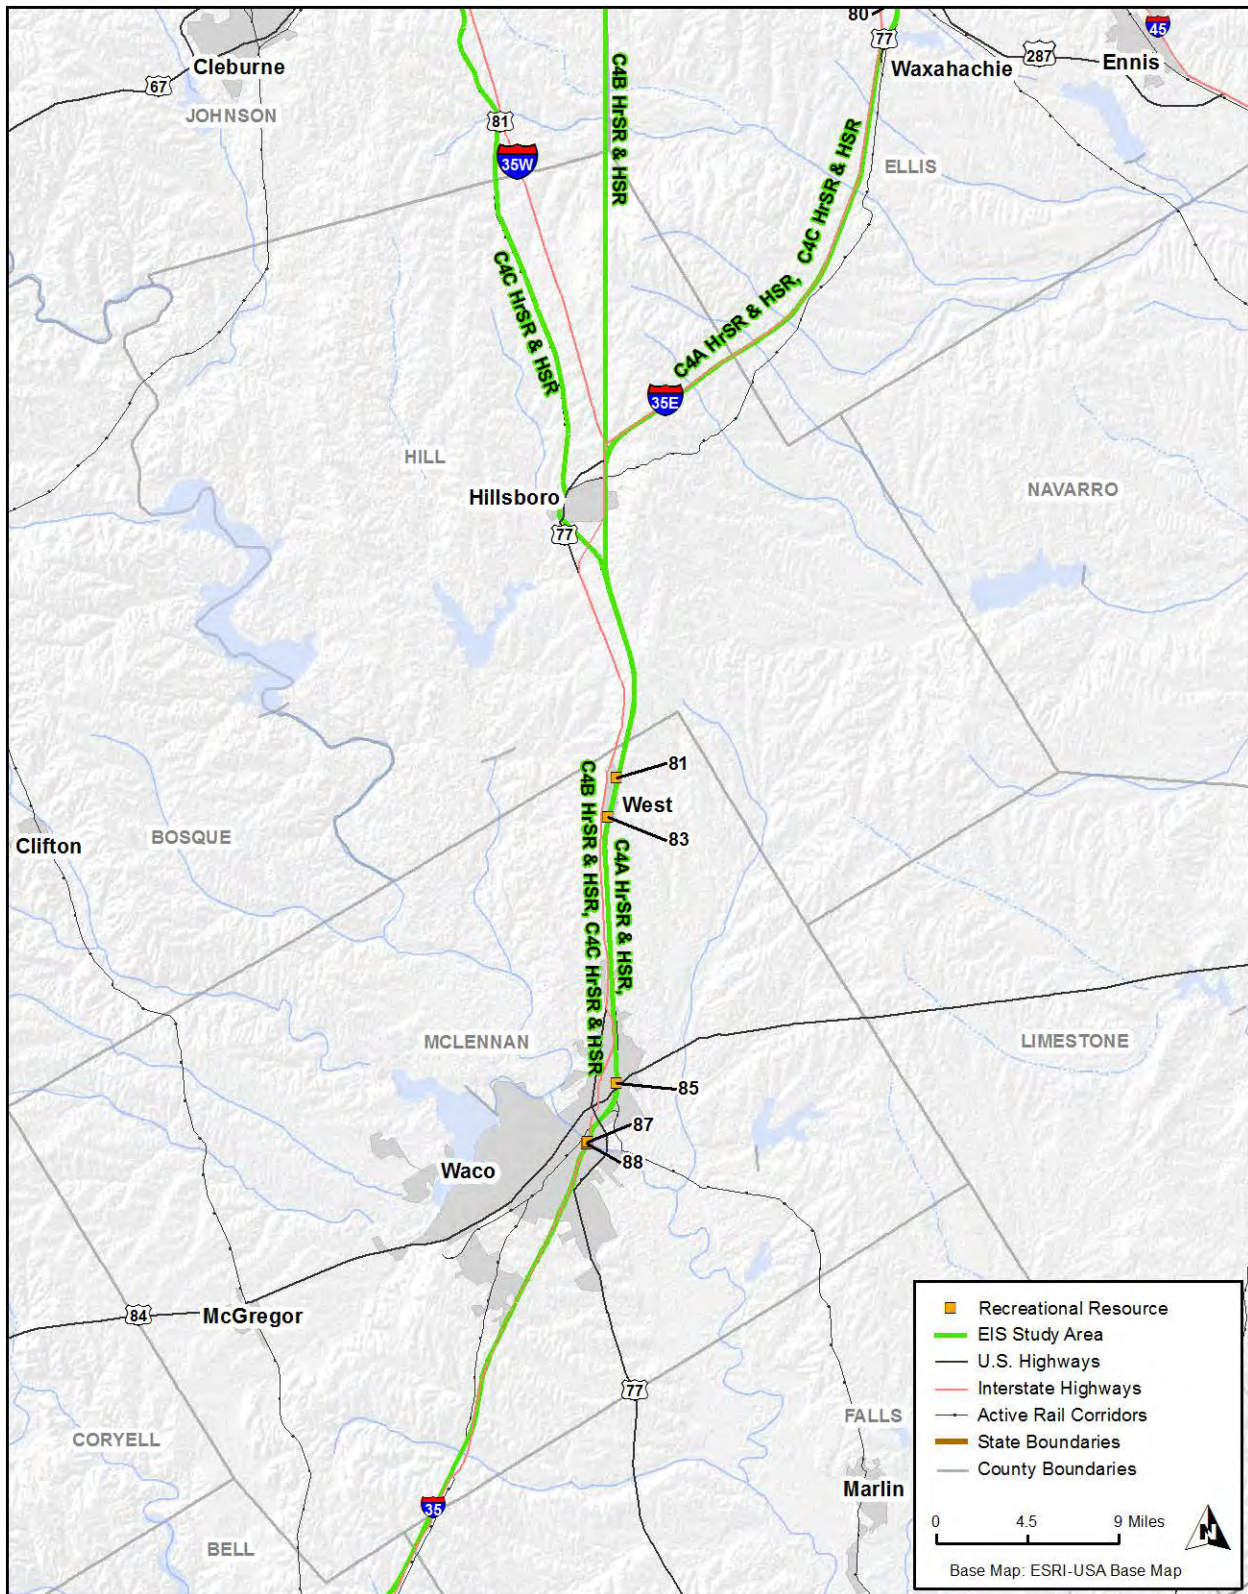 80
45
77
Cleburne
Waxahachie
287
Ennis
67
JOHNSON
C4B HrSR & HSR
81
35W
ELLIS
C4C HrSR & HSR
C4A HrSR & HSR, C4C HrSR & HSR
35E
HILL
Hillsboro
NAVARRO
77
81
West
83
C4B HrSR & HSR, C4C HrSR & HSR
C4A HrSR & HSR,
BOSQUE
Clifton
MCLENNAN
LIMESTONE
85
87
88
Waco
84
McGregor
77
FALLS
CORYELL
Marlin
35
BELL
Recreational Resource
EIS Study Area
U.S. Highways
Interstate Highways
Active Rail Corridors
State Boundaries
County Boundaries
0 4.5 9 Miles
N
Base Map: ESRI-USA Base Map